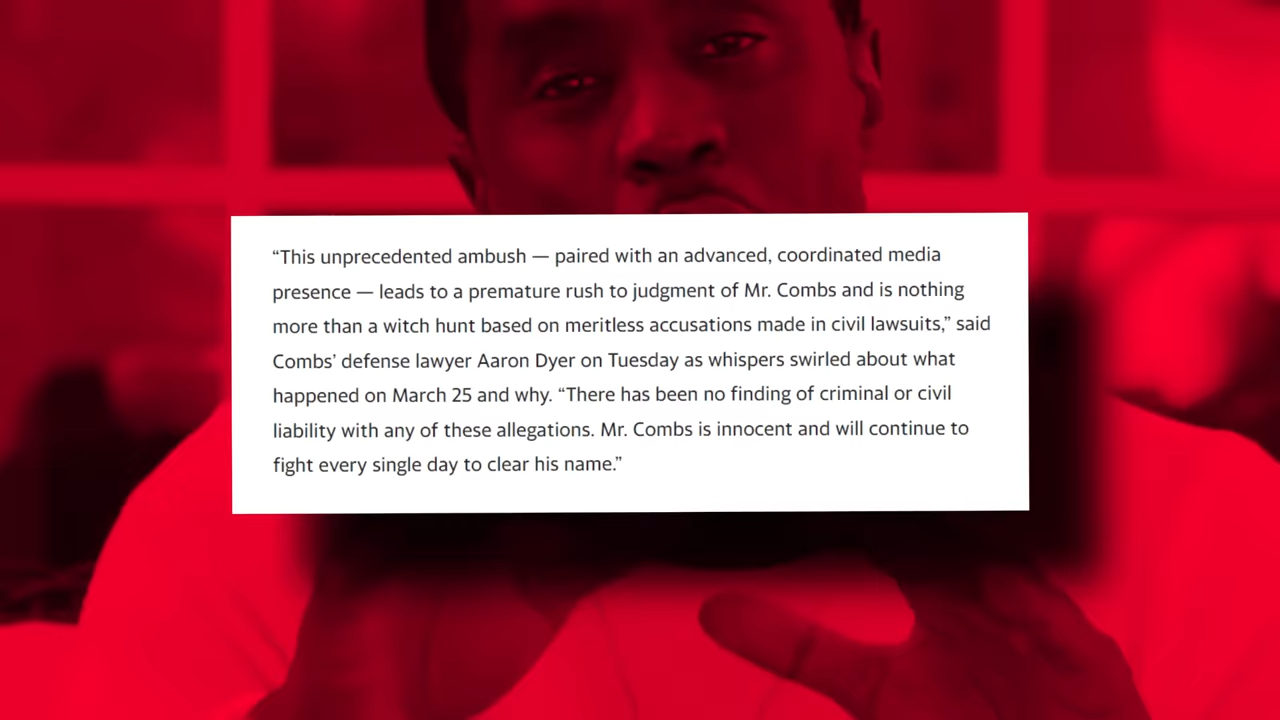 “This unprecedented ambush — paired with an advanced, coordinated media
presence — leads to a premature rush to judgment of Mr. Combs and is nothing
more than a witch hunt based on meritless accusations made in civil lawsuits,” said
Combs’ defense lawyer Aaron Dyer on Tuesday as whispers swirled about what
happened on March 25 and why. “There has been no finding of criminal or civil
liability with any of these allegations. Mr. Combs is innocent and will continue to
fight every single day to clear his name.”